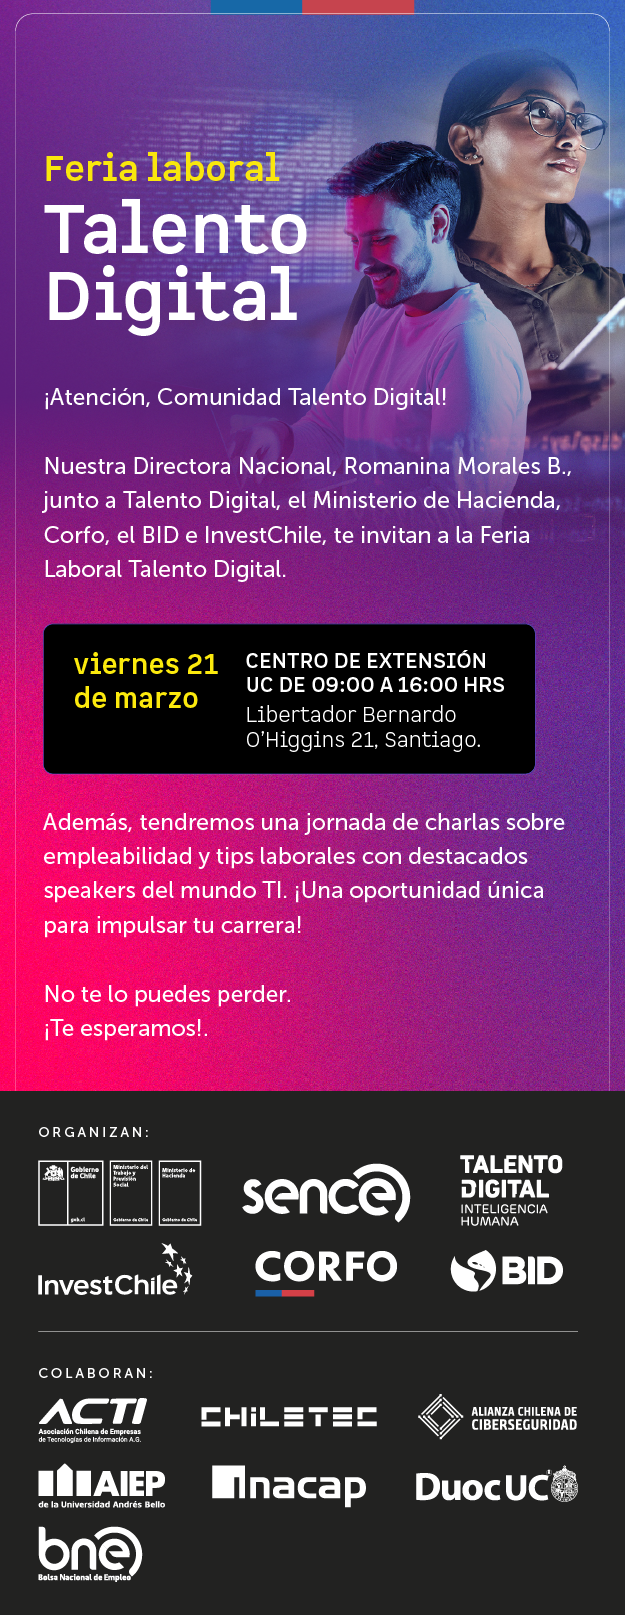 Feria laboral
Talento
Digital
¡Atención, Comunidad Talento Digital!
Nuestra Directora Nacional, Romanina Morales B.,
junto a Talento Digital, el Ministerio de Hacienda,
Corfo, el BID e InvestChile, te invitan a la Feria
Laboral Talento Digital.
viernes 21
de marzo
CENTRO DE EXTENSIÓN
UC DE 09:00 A 16:00 HRS
Libertador Bernardo
O'Higgins 21, Santiago.
Además, tendremos una jornada de charlas sobre
empleabilidad y tips laborales con destacados
speakers del mundo TI. ¡Una oportunidad única
para impulsar tu carrera!
No te lo puedes perder.
¡Te esperamos!.
ORGANIZAN:
Gobierno
de Chile
gob.cl
Ministerio del
Trabajo y
Previsión
Social
Gobierno de Chile
Ministerio de
Hacienda
Gobierno de Chile
sence
TALENTO
DIGITAL
INTELIGENCIA
HUMANA
InvestChile
CORFO
BID
COLABORAN:
ACTI
Asociación Chilena de Empresas
de Tecnologías de Información A.G.
CHiLETEC
ALIANZA CHILENA DE
CIBERSEGURIDAD
AIEP
de la Universidad Andrés Bello
Inacap
DuocUC
bne
Bolsa Nacional de Empleo